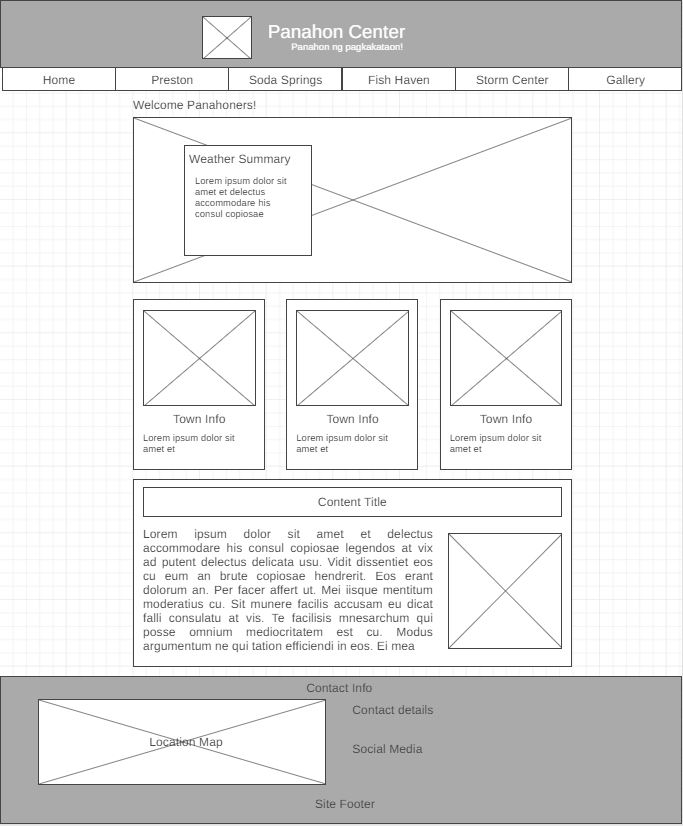 Panahon Center
Panahon ng pagkakataon!
Home
Preston
Soda Springs
Fish Haven
Storm Center
Gallery
Welcome Panahoners!
Weather Summary
Lorem ipsum dolor sit
amet et delectus
accommodare his
consul copiosae
Town Info
Lorem ipsum dolor sit
amet et
Town Info
Lorem ipsum dolor sit
amet et
Town Info
Lorem ipsum dolor sit
amet et
Content Title
Lorem ipsum dolor sit amet et delectus
accommodare his consul copiosae legendos at vix
ad putent delectus delicata usu. Vidit dissentiet eos
cu eum an brute copiosae hendrerit. Eos erant
dolorum an. Per facer affert ut. Mei iisque mentitum
moderatius cu. Sit munere facilis accusam eu dicat
falli consulatu at vis. Te facilisis mnesarchum qui
posse omnium mediocritatem est cu. Modus
argumentum ne qui tation efficiendi in eos. Ei mea
Contact Info
Contact details
Location Map
Social Media
Site Footer